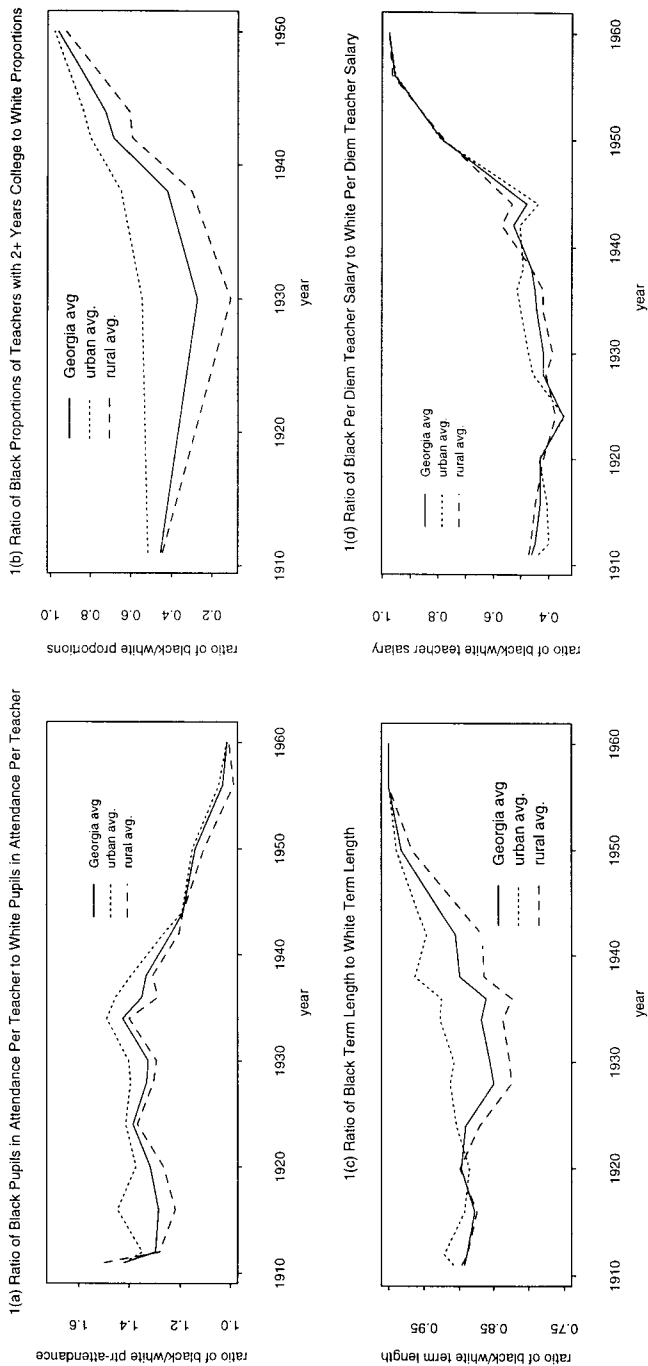 1(a) Ratio of Black Pupils in Attendance Per Teacher to White Pupils in Attendance Per Teacher
ratio of black/white ptr-attendance
1.6
1.4
1.2
1.0
Georgia avg
urban avg.
rural avg.
1910
1920
1930
1940
1950
1960
year
1(b) Ratio of Black Proportions of Teachers with 2+ Years College to White Proportions
ratio of black/white proportions
1.0
0.8
0.6
0.4
0.2
Georgia avg
urban avg.
rural avg.
1910
1920
1930
1940
1950
year
1(c) Ratio of Black Term Length to White Term Length
ratio of black/white term length
0.95
0.85
0.75
Georgia avg
urban avg.
rural avg.
1910
1920
1930
1940
1950
1960
year
1(d) Ratio of Black Per Diem Teacher Salary to White Per Diem Teacher Salary
ratio of black/white teacher salary
1.0
0.8
0.6
0.4
Georgia avg
urban avg.
rural avg.
1910
1920
1930
1940
1950
1960
year